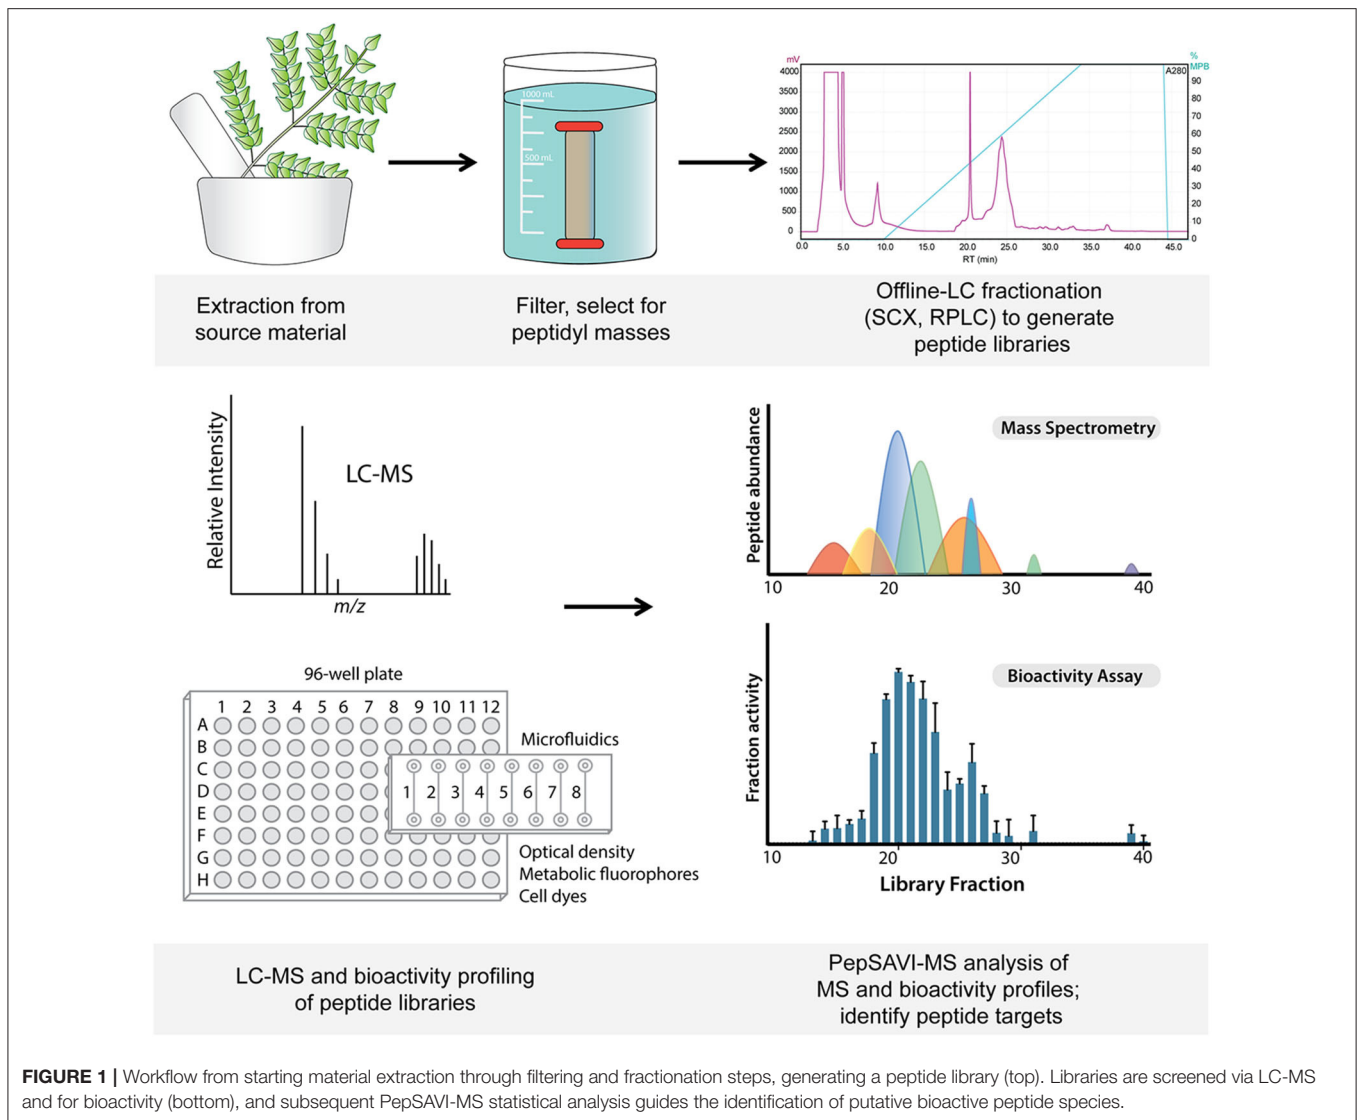 1000 mL
500 mL
mV
%
MPB
A280
4000
3500
3000
2500
2000
1500
1000
500
0
90
80
70
60
50
40
30
20
10
0
0.0 5.0 10.0 15.0 20.0 25.0 30.0 35.0 40.0 45.0
RT (min)
Extraction from
source material
Filter, select for
peptidyl masses
Offline-LC fractionation
(SCX, RPLC) to generate
peptide libraries
Relative Intensity
LC-MS
m/z
Peptide abundance
Mass Spectrometry
10 20 30 40
96-well plate
1 2 3 4 5 6 7 8 9 10 11 12
A
B
C
D
E
F
G
H
Microfluidics
1 2 3 4 5 6 7 8
Optical density
Metabolic fluorophores
Cell dyes
Fraction activity
Bioactivity Assay
10 20 30 40
Library Fraction
LC-MS and bioactivity profiling
of peptide libraries
PepSAVI-MS analysis of
MS and bioactivity profiles;
identify peptide targets
FIGURE 1 | Workflow from starting material extraction through filtering and fractionation steps, generating a peptide library (top). Libraries are screened via LC-MS
and for bioactivity (bottom), and subsequent PepSAVI-MS statistical analysis guides the identification of putative bioactive peptide species.